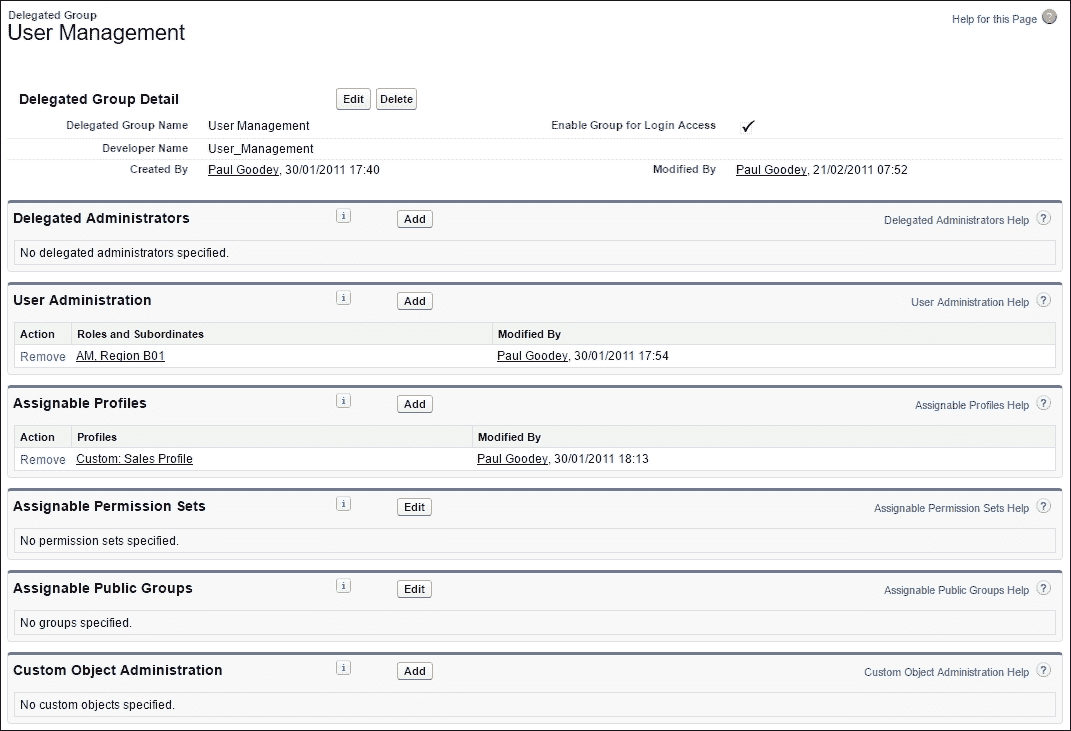 Delegated Group
User Management
Help for this Page ?
Delegated Group Detail Edit Delete
Delegated Group Name User Management Enable Group for Login Access ✓
Developer Name User_Management
Created By Paul Goodey, 30/01/2011 17:40 Modified By Paul Goodey, 21/02/2011 07:52
Delegated Administrators i Add Delegated Administrators Help ?
No delegated administrators specified.
User Administration i Add User Administration Help ?
Action Roles and Subordinates Modified By
Remove AM, Region B01 Paul Goodey, 30/01/2011 17:54
Assignable Profiles i Add Assignable Profiles Help ?
Action Profiles Modified By
Remove Custom: Sales Profile Paul Goodey, 30/01/2011 18:13
Assignable Permission Sets i Edit Assignable Permission Sets Help ?
No permission sets specified.
Assignable Public Groups i Edit Assignable Public Groups Help ?
No groups specified.
Custom Object Administration i Add Custom Object Administration Help ?
No custom objects specified.